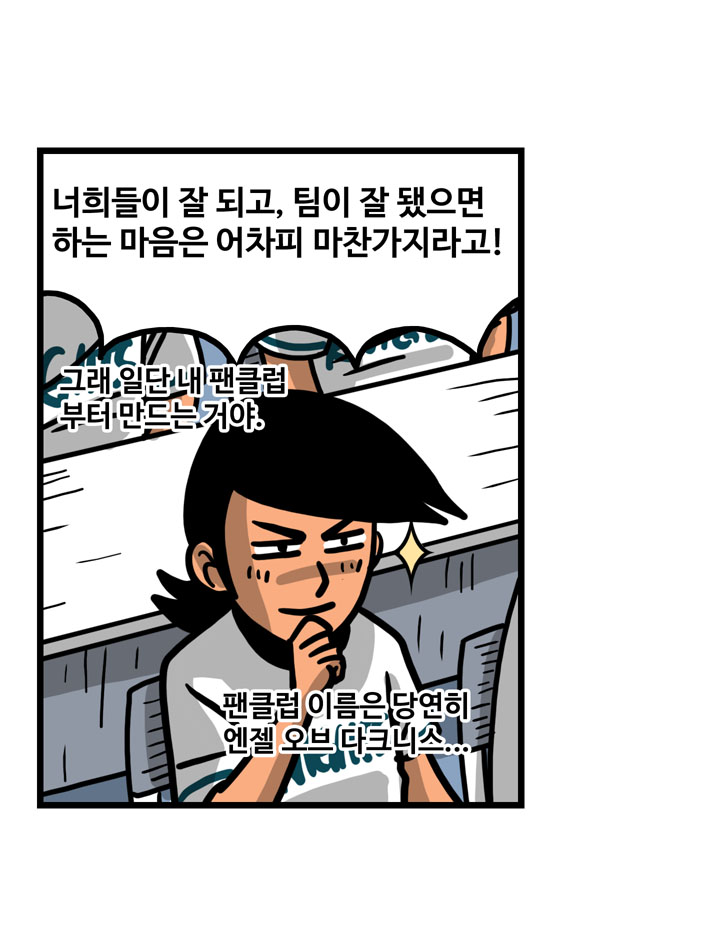 너희들이 잘 되고, 팀이 잘 됐으면
하는 마음은 어차피 마찬가지라고!
그래 일단 내 팬클럽
부터 만드는 거야.
팬클럽 이름은 당연히
엔젤 오브 다크니스...